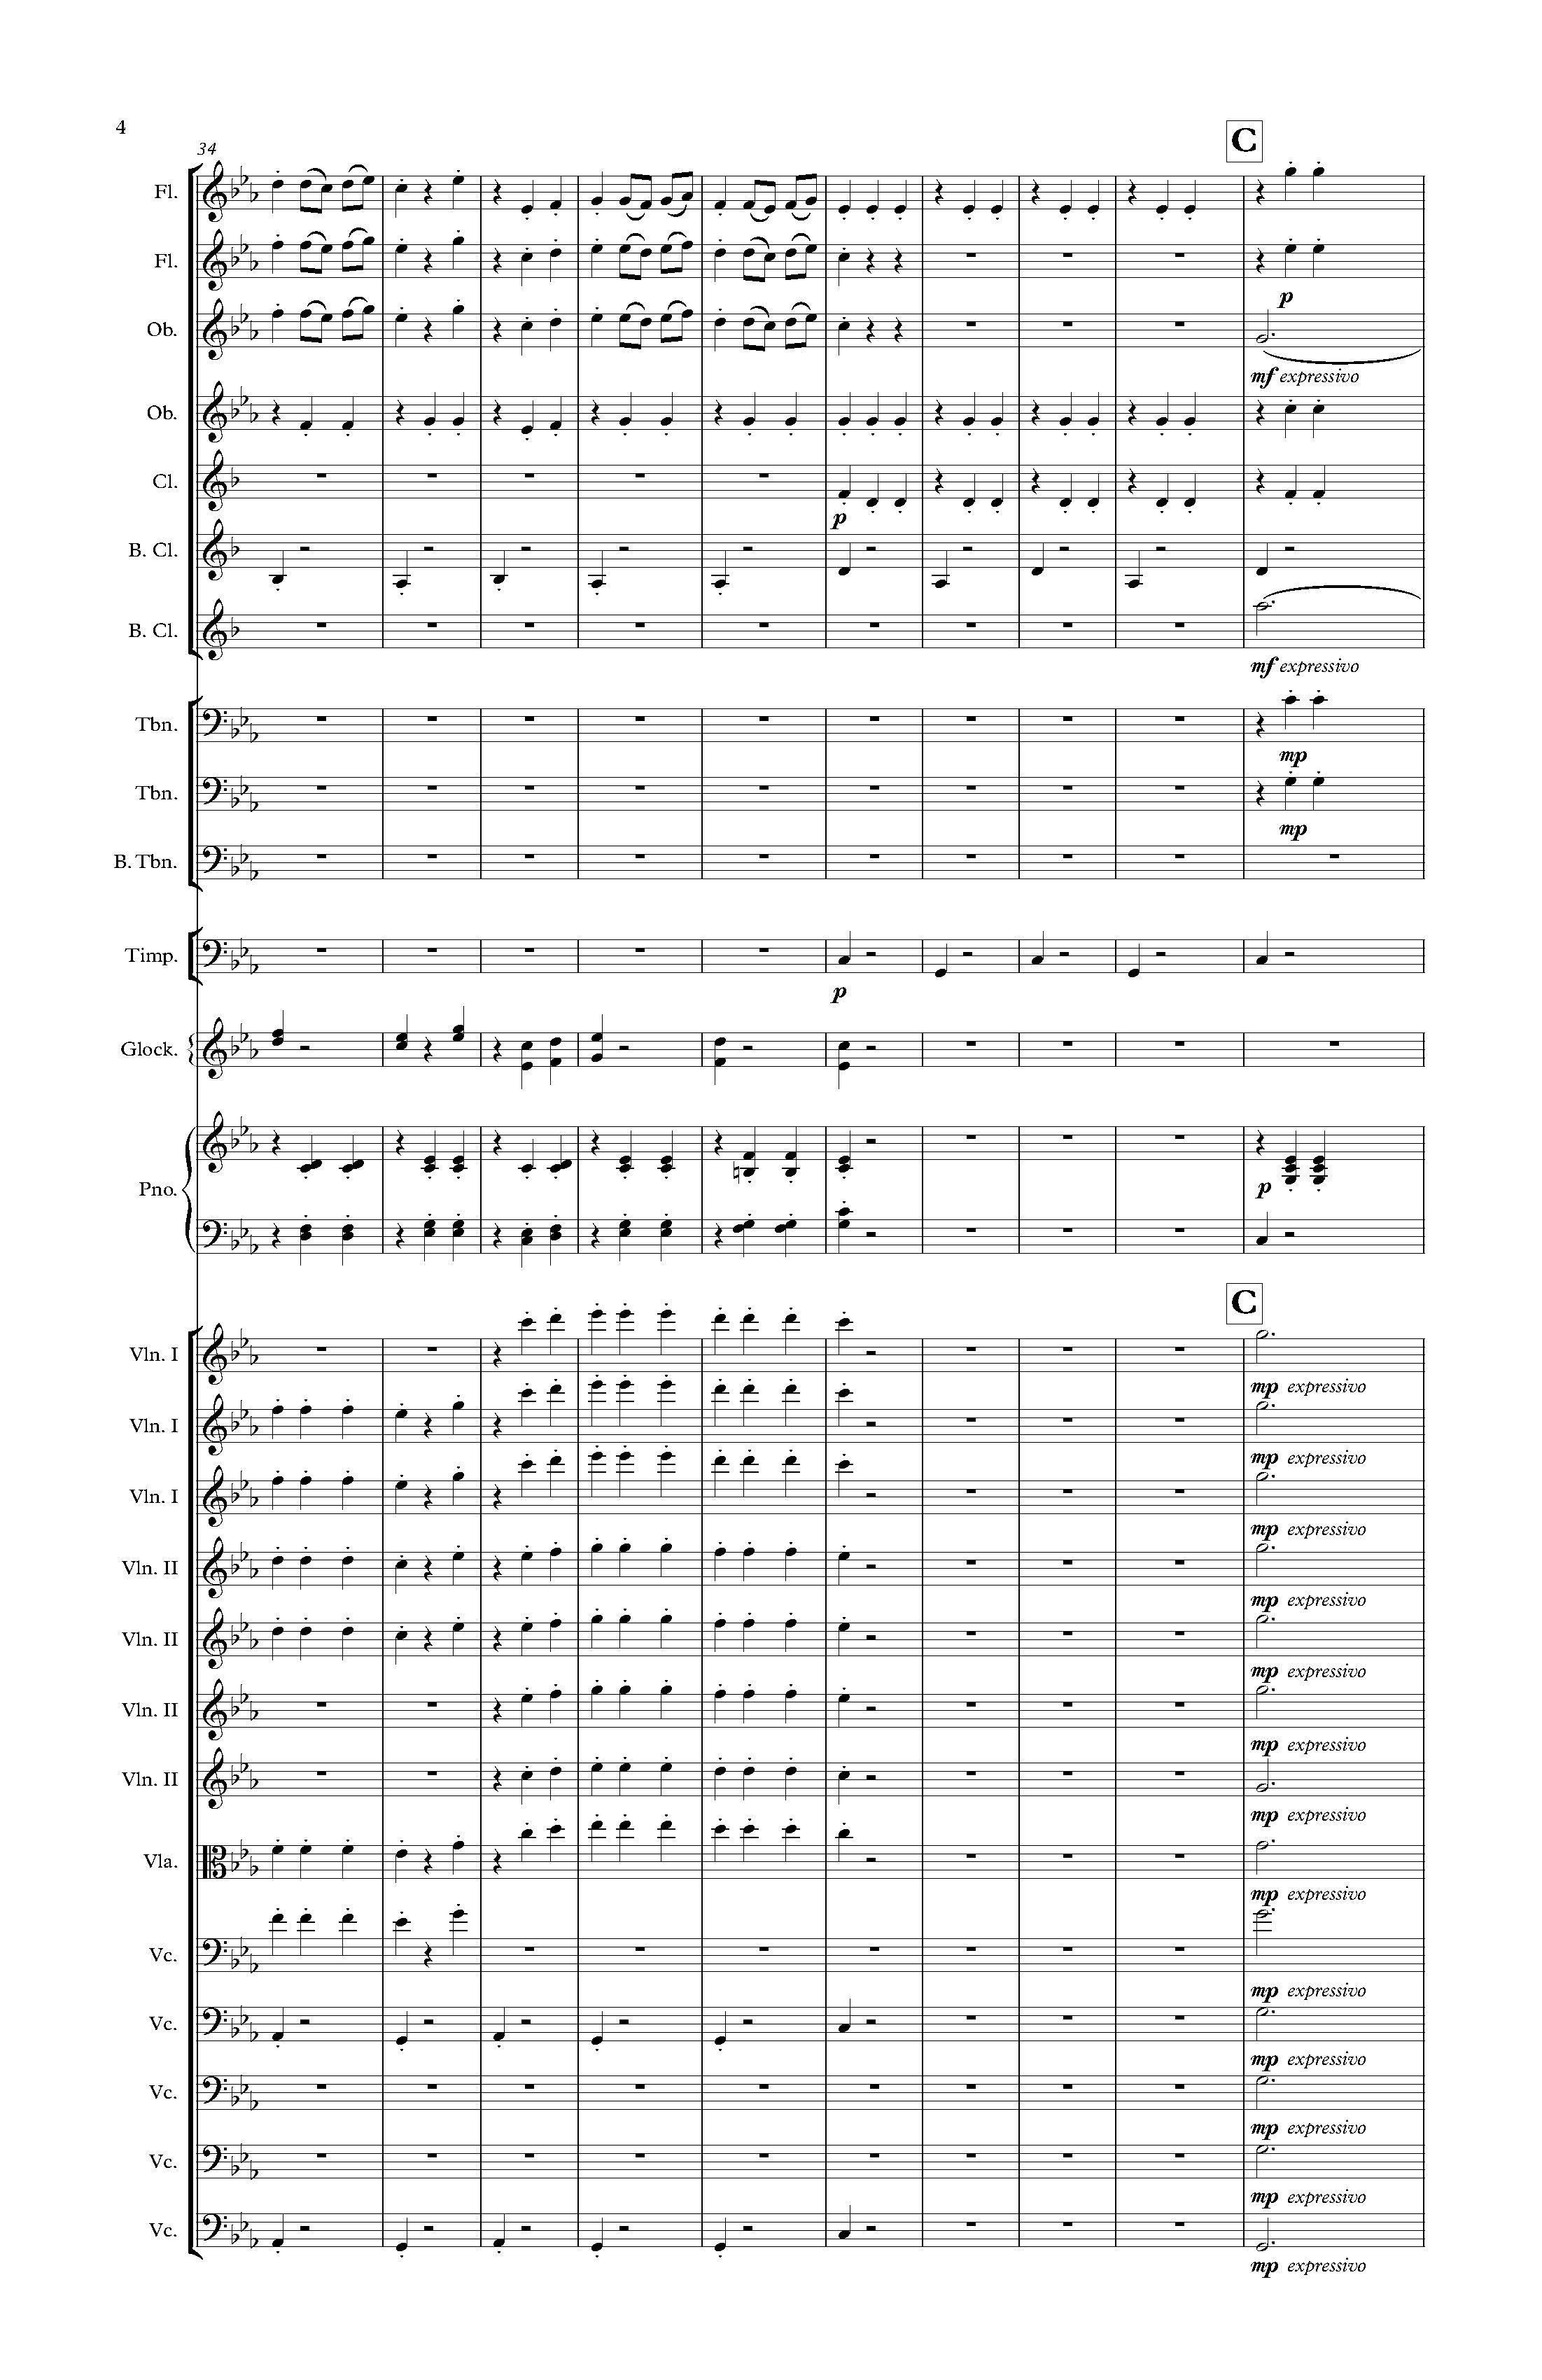 4
34
C
Fl.
Fl.
p
Ob.
mf expressivo
Ob.
Cl.
p
B. Cl.
B. Cl.
mf expressivo
Tbn.
mp
Tbn.
mp
B. Tbn.
Timp.
p
Glock.
Pno.
p
C
Vln. I
mp expressivo
Vln. I
mp expressivo
Vln. I
mp expressivo
Vln. II
mp expressivo
Vln. II
mp expressivo
Vln. II
mp expressivo
Vln. II
mp expressivo
Vla.
mp expressivo
Vc.
mp expressivo
Vc.
mp expressivo
Vc.
mp expressivo
Vc.
mp expressivo
Vc.
mp expressivo